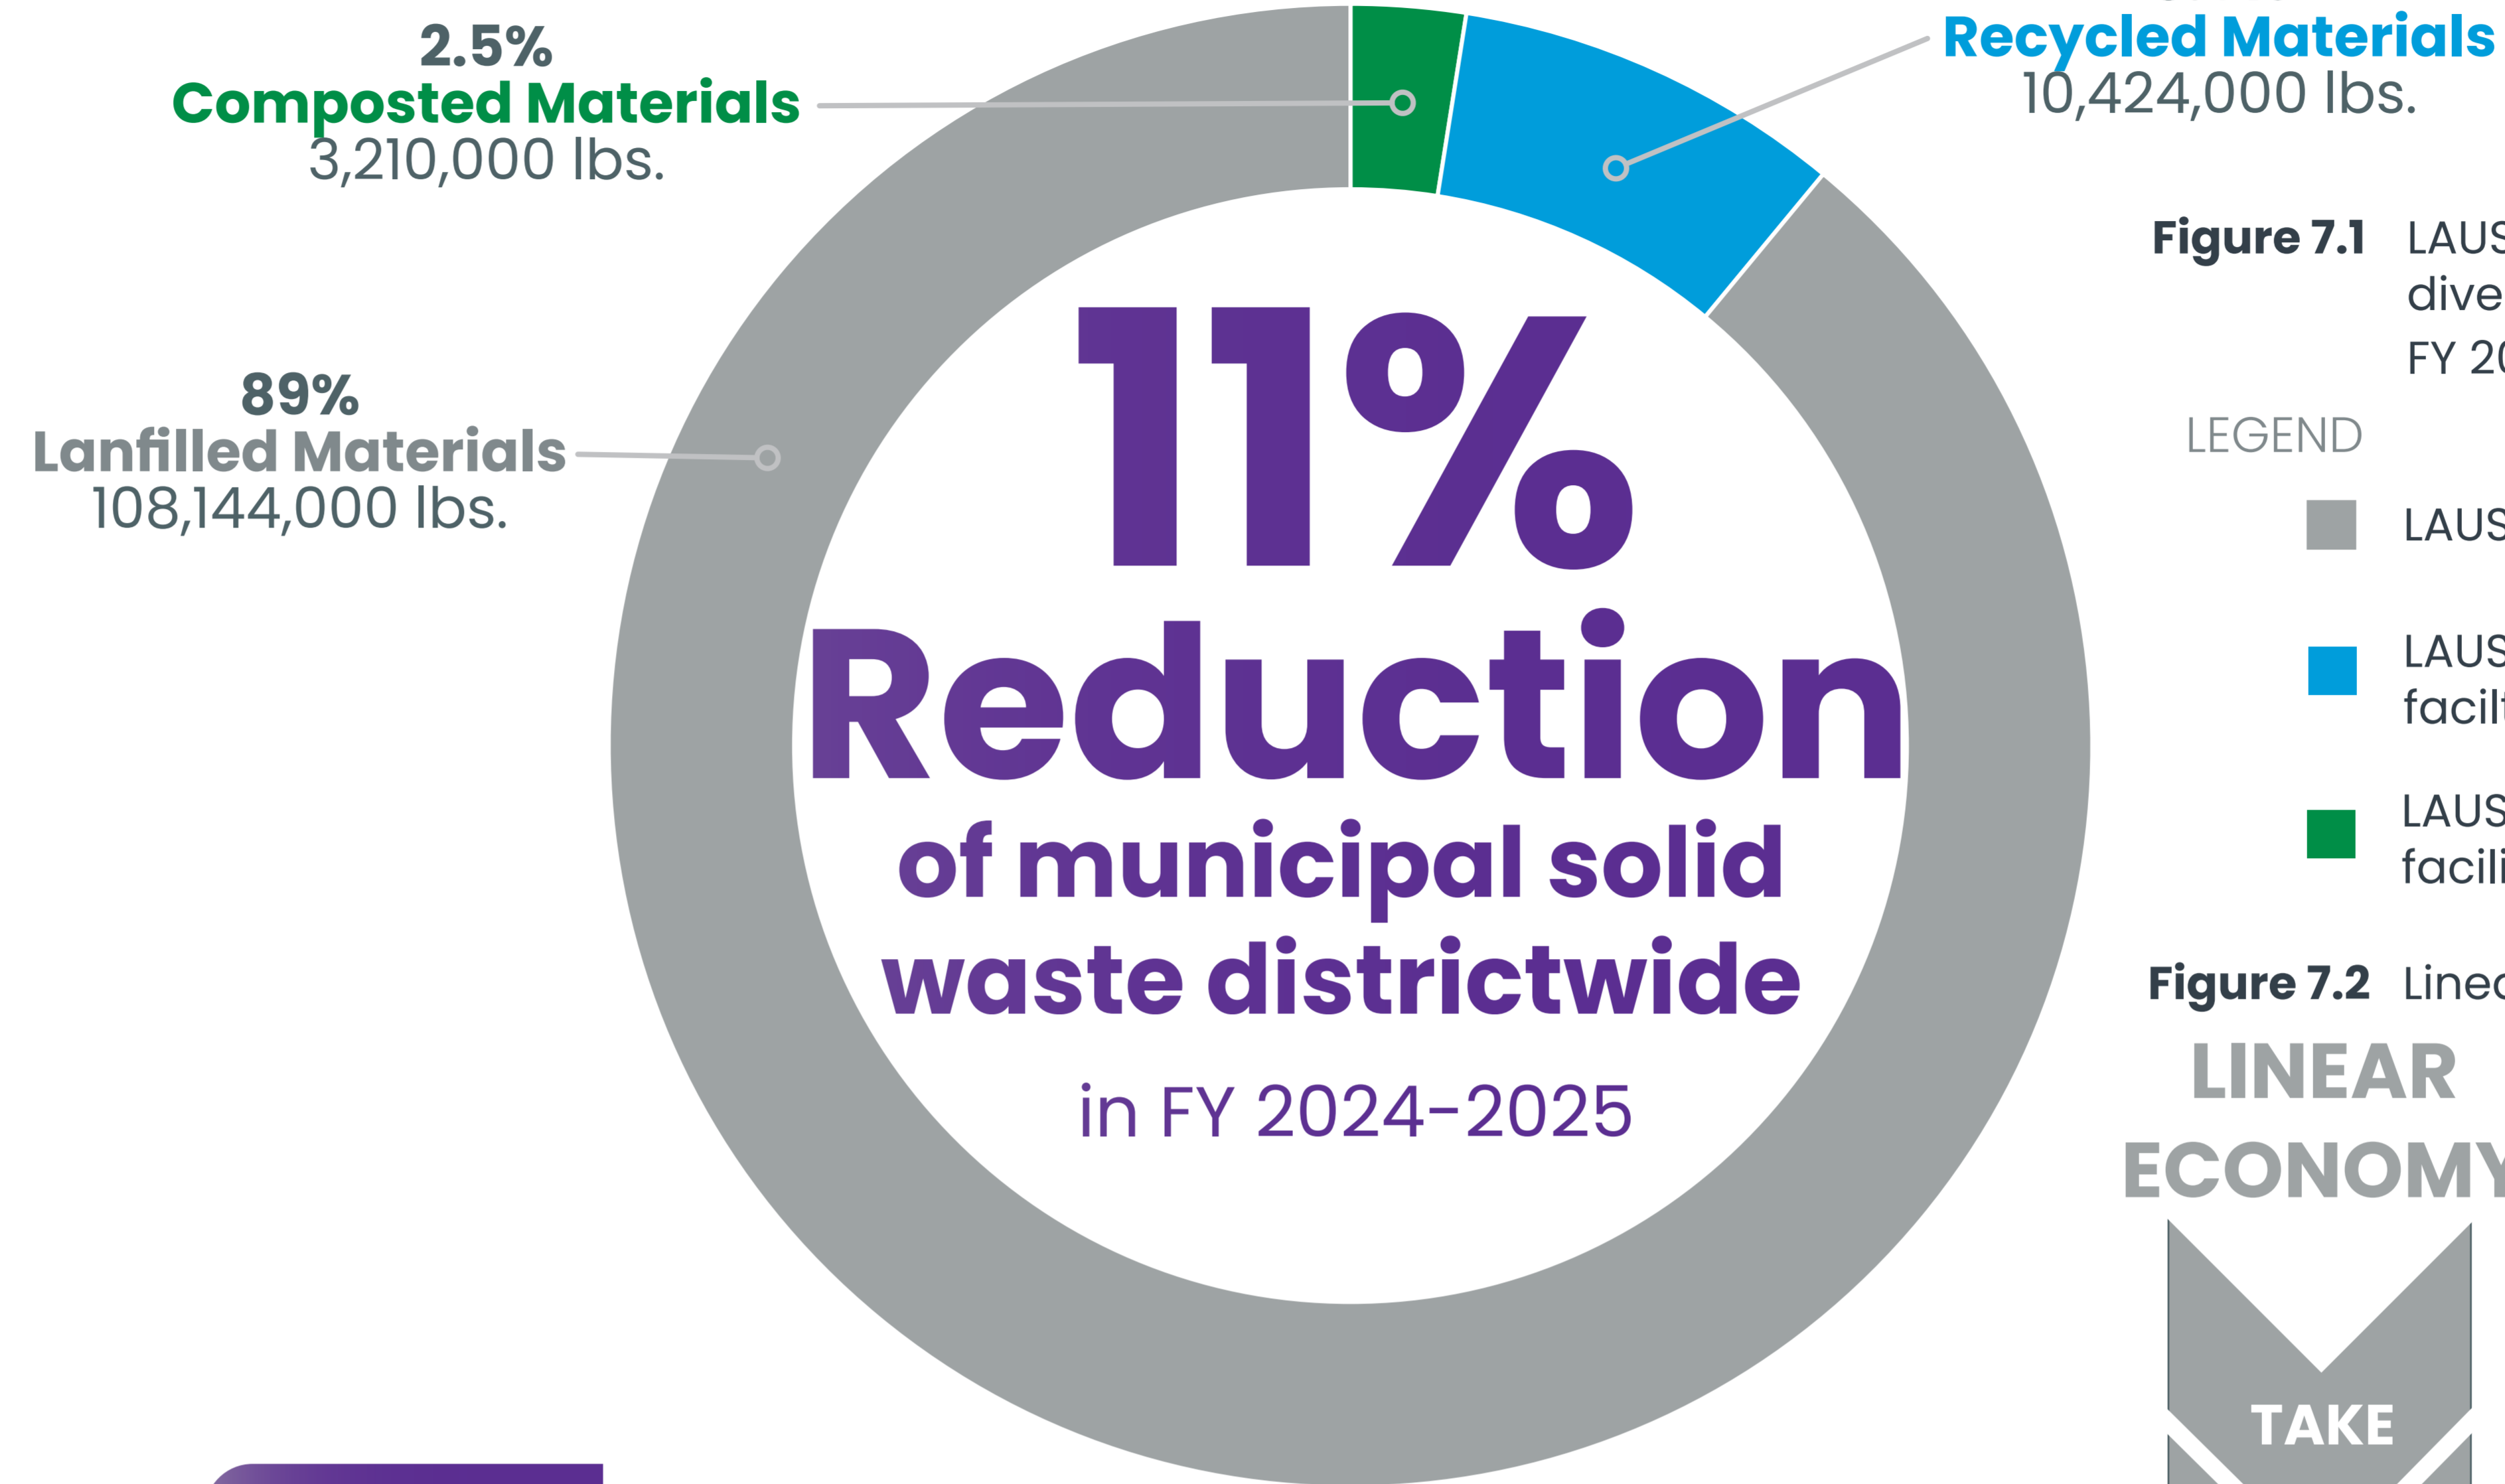 2.5%
Composted Materials
3,210,000 lbs.
Recycled Materials
10,424,000 lbs.
89%
Lanfilled Materials
108,144,000 lbs.
11%
Reduction
of municipal solid
waste districtwide
in FY 2024-2025
Figure 7.1
FY
LEGEND
Figure 7.2
LINEAR
ECONOMY
TAKE